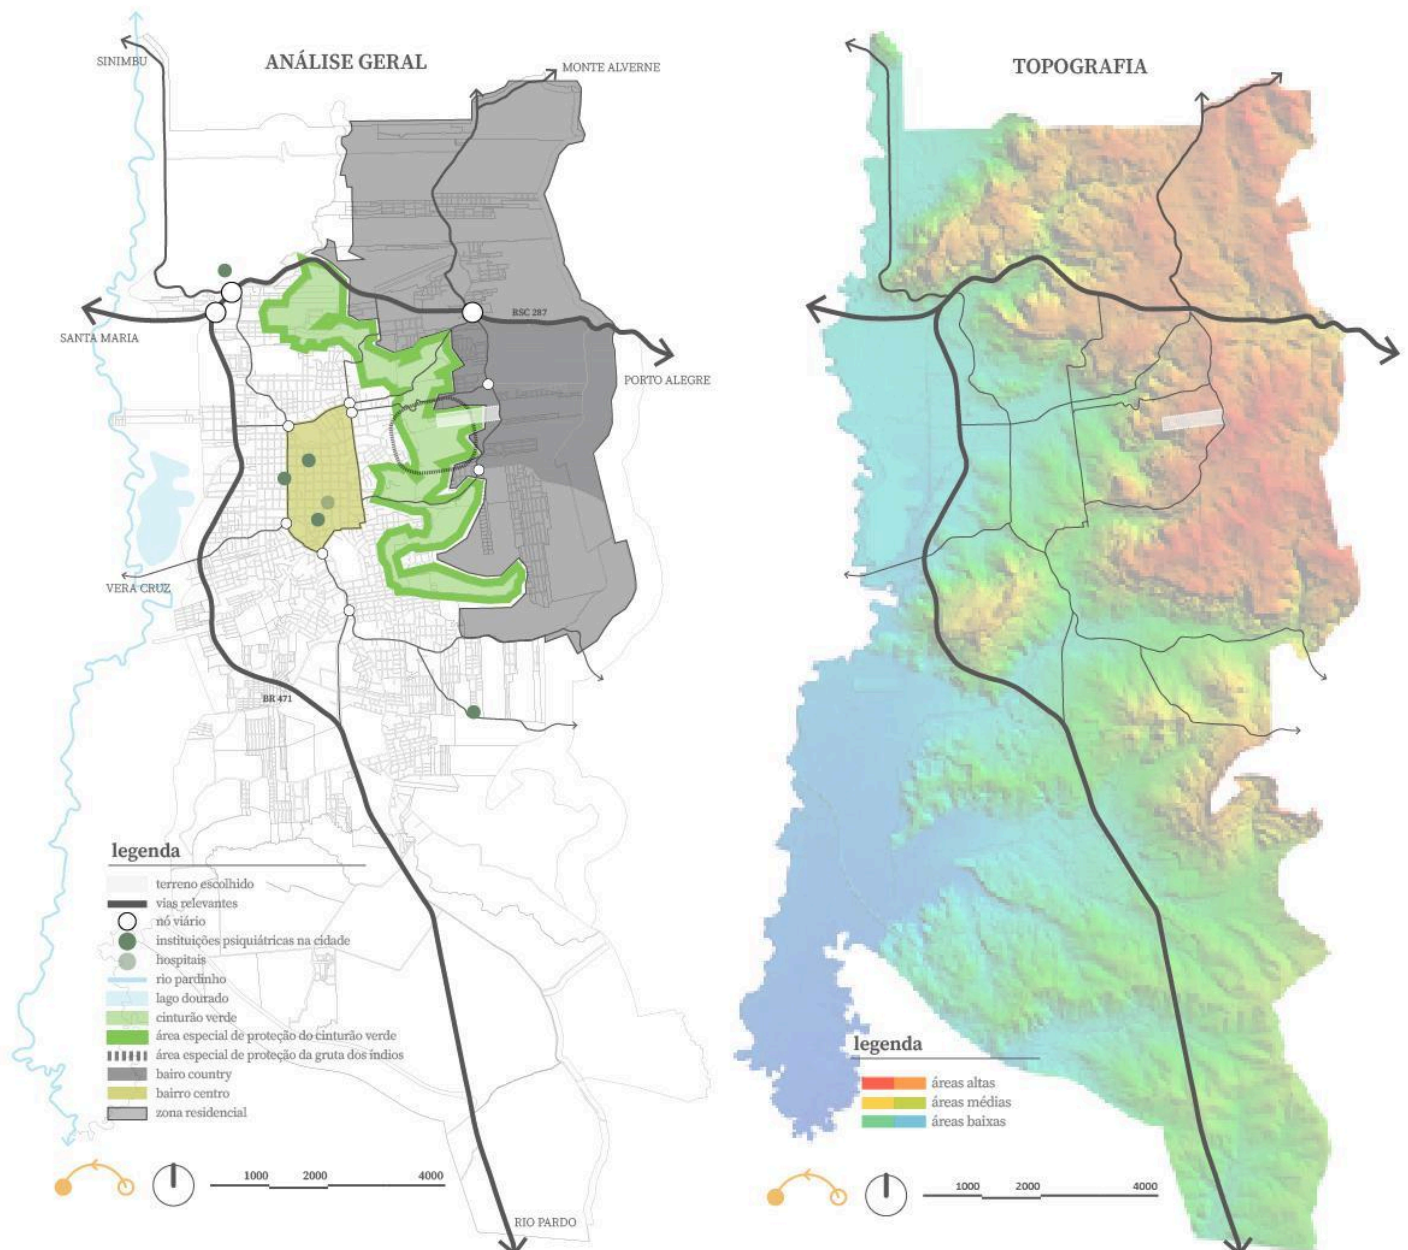 ANÁLISE GERAL
SINIMBU
MONTE ALVERNE
RSC 287
SANTA MARIA
PORTO ALEGRE
VERA CRUZ
BR 471
legenda
terreno escolhido
vias relevantes
nó viário
instituições psiquiátricas na cidade
hospitais
rio pardinho
lago dourado
cinturão verde
área especial de proteção do cinturão verde
área especial de proteção da gruta dos índios
bairo country
bairro centro
zona residencial
1000 2000 4000
RIO PARDO
TOPOGRAFIA
legenda
áreas altas
áreas médias
áreas baixas
1000 2000 4000